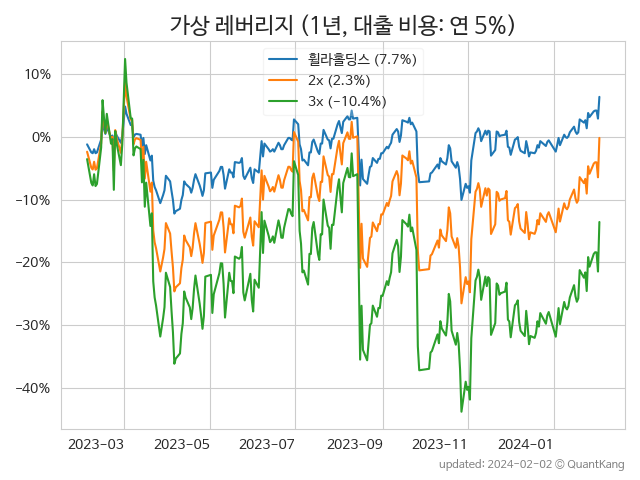 가상 레버리지 (1년, 대출 비용: 연 5%)
휠라홀딩스 (7.7%)
2x (2.3%)
3x (−10.4%)
10%
0%
−10%
−20%
−30%
−40%
2023-03
2023-05
2023-07
2023-09
2023-11
2024-01
updated: 2024-02-02 © QuantKang